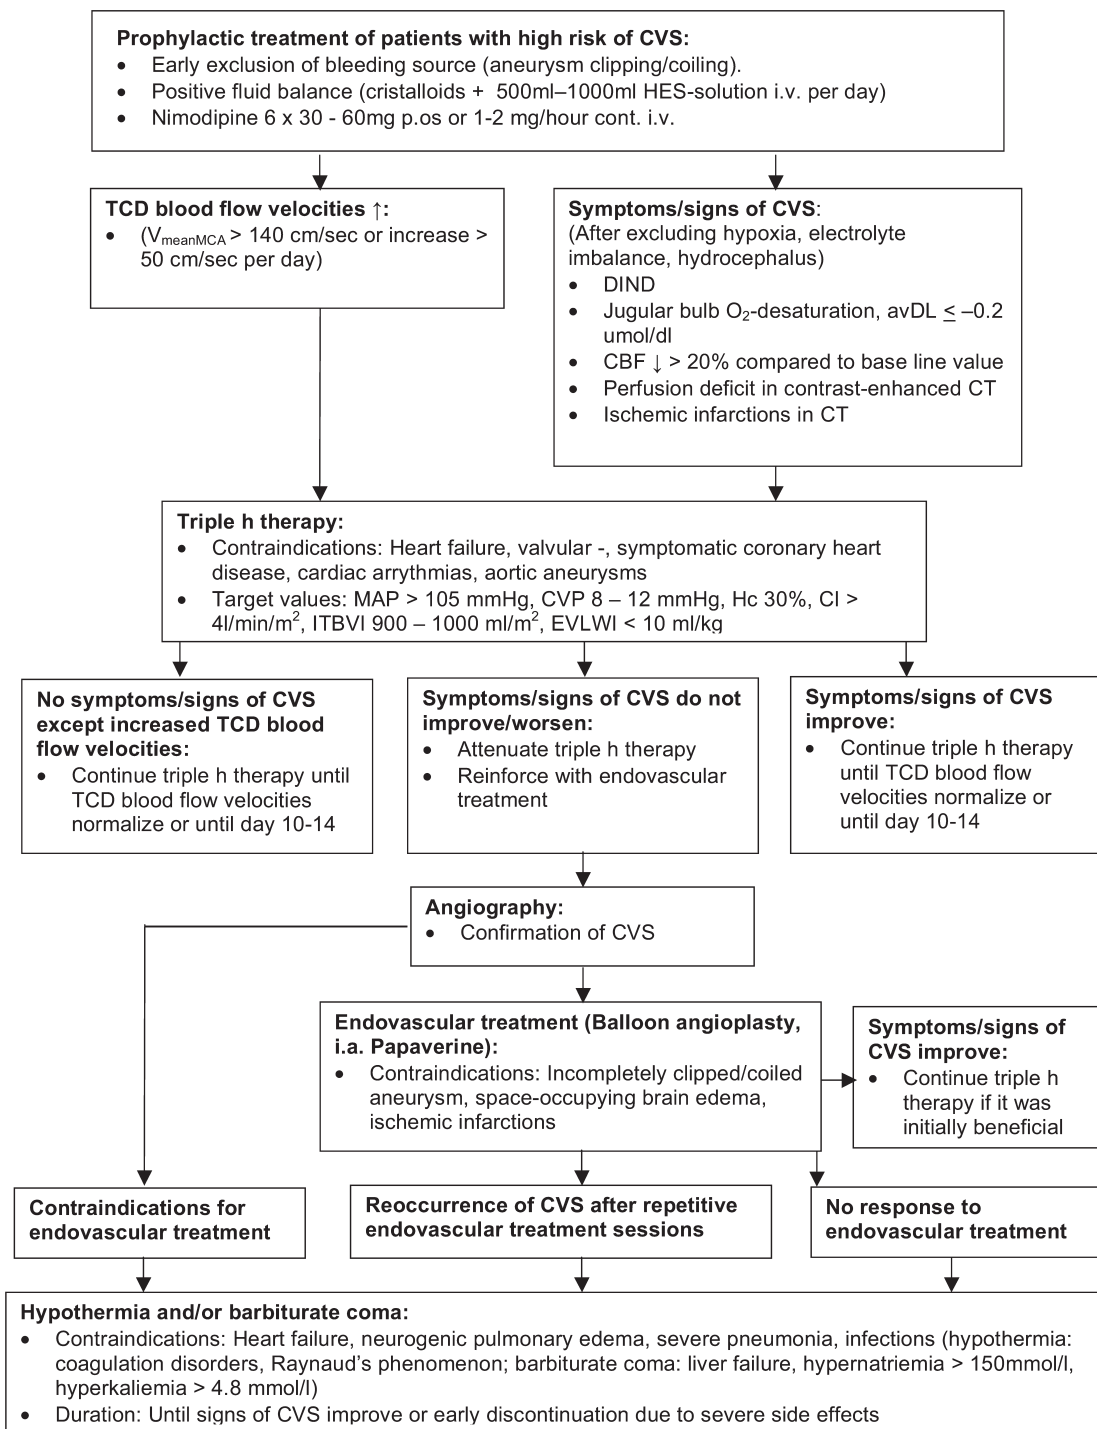 Prophylactic treatment of patients with high risk of CVS:
• Early exclusion of bleeding source (aneurysm clipping/coiling).
• Positive fluid balance (cristalloids + 500ml–1000ml HES-solution i.v. per day)
• Nimodipine 6 x 30 - 60mg p.os or 1-2 mg/hour cont. i.v.
TCD blood flow velocities ↑:
• (VmeanMCA > 140 cm/sec or increase >
50 cm/sec per day)
Symptoms/signs of CVS:
(After excluding hypoxia, electrolyte
imbalance, hydrocephalus)
• DIND
• Jugular bulb O2-desaturation, avDL ≤ –0.2
umol/dl
• CBF ↓ > 20% compared to base line value
• Perfusion deficit in contrast-enhanced CT
• Ischemic infarctions in CT
Triple h therapy:
• Contraindications: Heart failure, valvular -, symptomatic coronary heart
disease, cardiac arrythmias, aortic aneurysms
• Target values: MAP > 105 mmHg, CVP 8 – 12 mmHg, Hc 30%, CI >
4l/min/m², ITBVI 900 – 1000 ml/m², EVLWI < 10 ml/kg
No symptoms/signs of CVS
except increased TCD blood
flow velocities:
• Continue triple h therapy until
TCD blood flow velocities
normalize or until day 10-14
Symptoms/signs of CVS do not
improve/worsen:
• Attenuate triple h therapy
• Reinforce with endovascular
treatment
Symptoms/signs of CVS
improve:
• Continue triple h therapy
until TCD blood flow
velocities normalize or
until day 10-14
Angiography:
• Confirmation of CVS
Endovascular treatment (Balloon angioplasty,
i.a. Papaverine):
• Contraindications: Incompletely clipped/coiled
aneurysm, space-occupying brain edema,
ischemic infarctions
Symptoms/signs of
CVS improve:
• Continue triple h
therapy if it was
initially beneficial
Contraindications for
endovascular treatment
Reoccurrence of CVS after repetitive
endovascular treatment sessions
No response to
endovascular treatment
Hypothermia and/or barbiturate coma:
• Contraindications: Heart failure, neurogenic pulmonary edema, severe pneumonia, infections (hypothermia:
coagulation disorders, Raynaud's phenomenon; barbiturate coma: liver failure, hypernatriemia > 150mmol/l,
hyperkaliemia > 4.8 mmol/l)
• Duration: Until signs of CVS improve or early discontinuation due to severe side effects